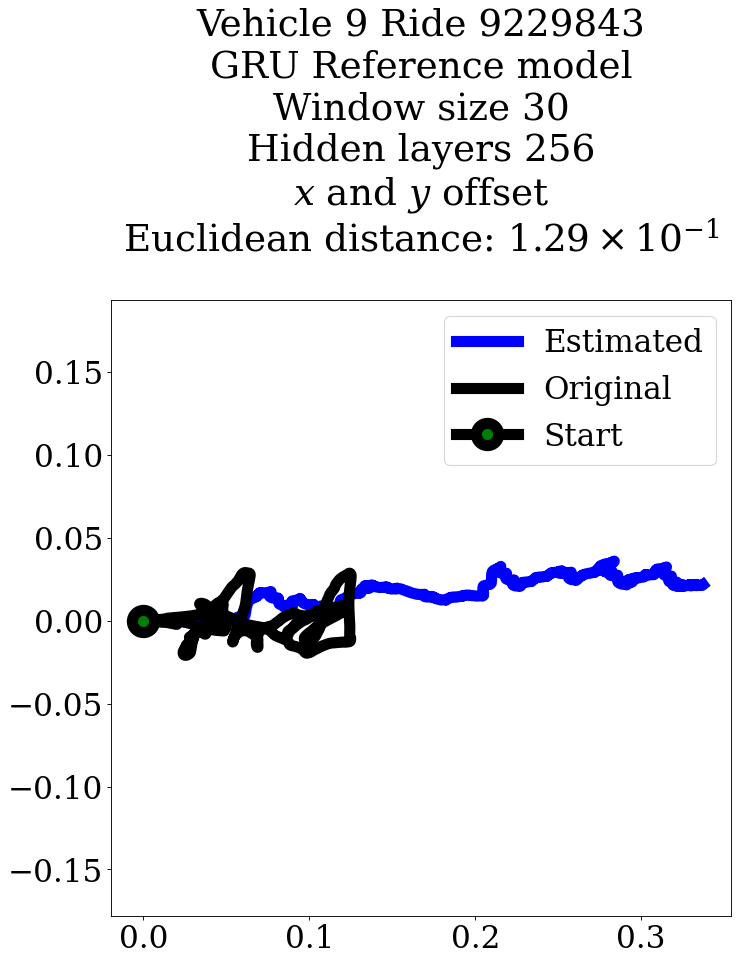 Vehicle 9 Ride 9229843
GRU Reference model
Window size 30
Hidden layers 256
x and y offset
Euclidean distance: 1.29 × 10⁻¹
Estimated
Original
Start
0.15
0.10
0.05
0.00
−0.05
−0.10
−0.15
0.0 0.1 0.2 0.3